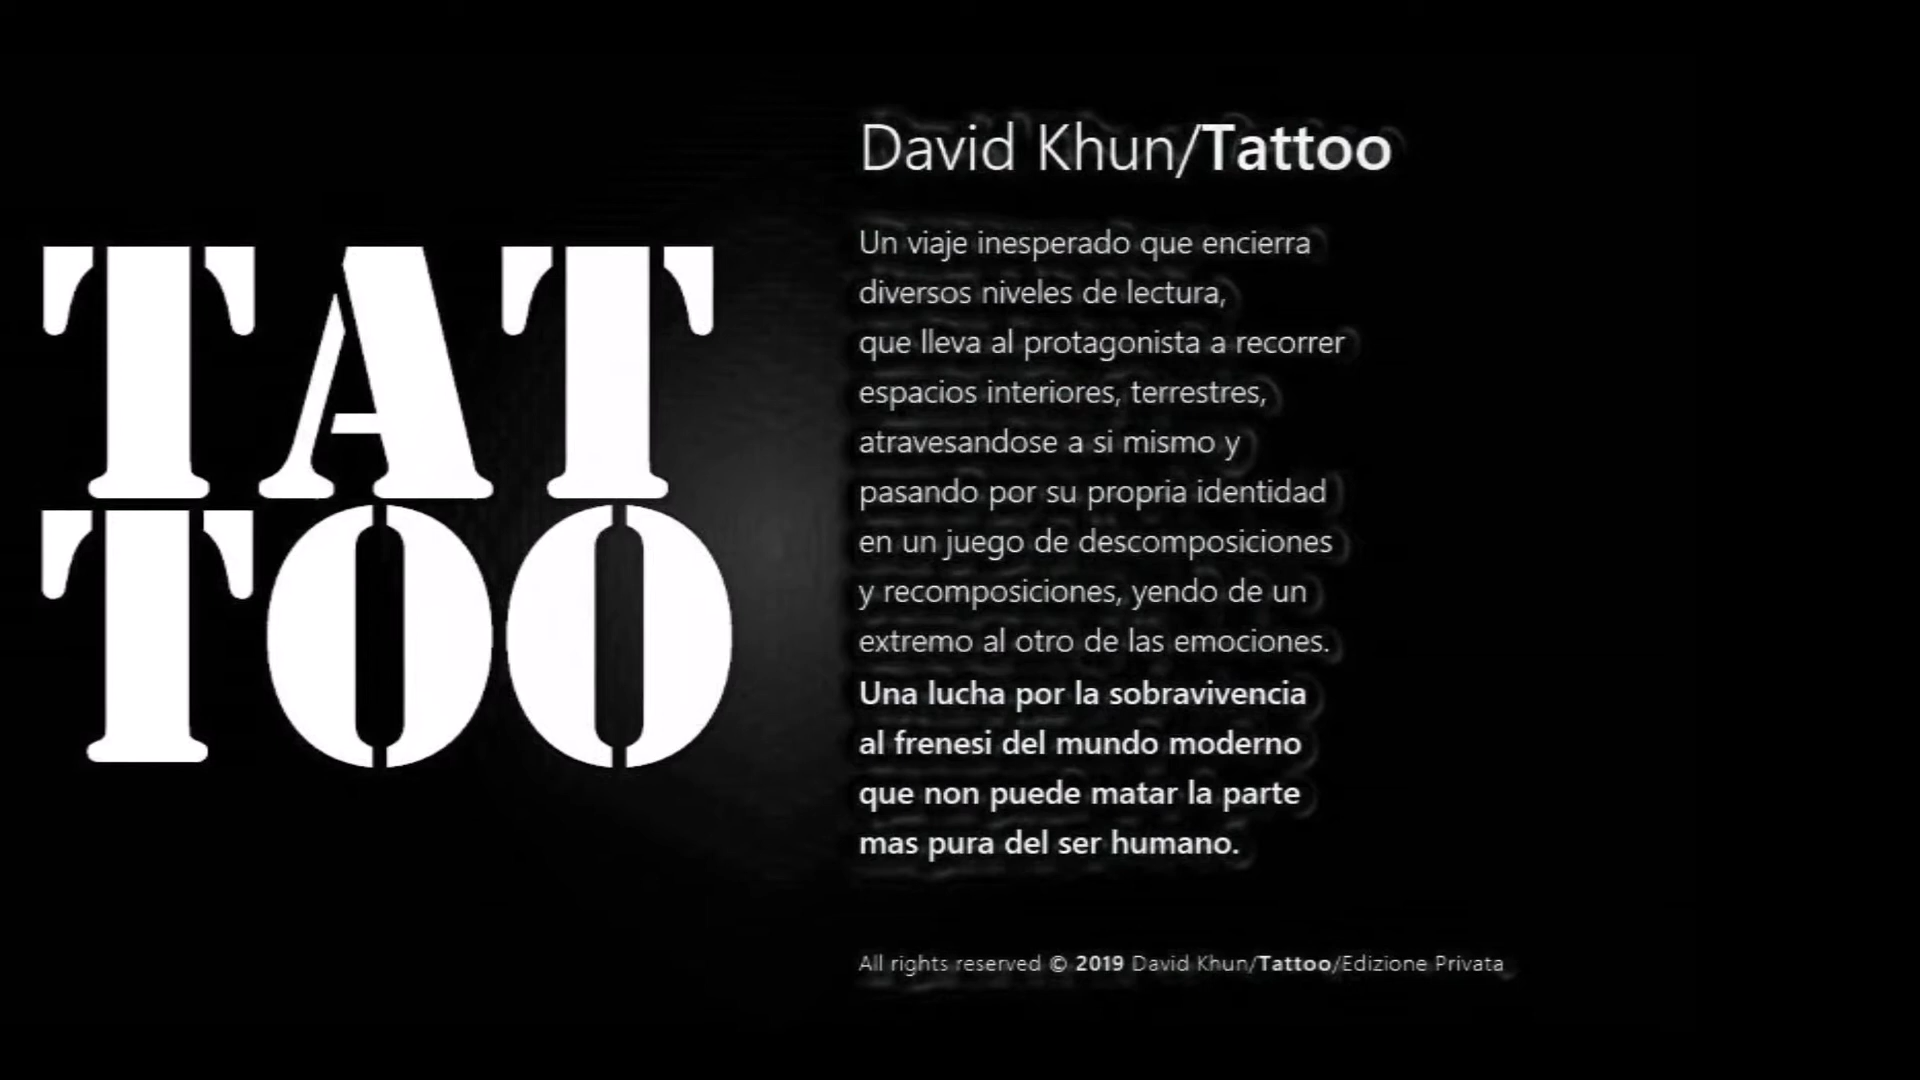 TAT
TOO
David Khun/Tattoo
Un viaje inesperado que encierra
diversos niveles de lectura,
que lleva al protagonista a recorrer
espacios interiores, terrestres,
atravesandose a si mismo y
pasando por su propria identidad
en un juego de descomposiciones
y recomposiciones, yendo de un
extremo al otro de las emociones.
Una lucha por la sobravivencia
al frenesi del mundo moderno
que non puede matar la parte
mas pura del ser humano.
All rights reserved © 2019 David Khun/Tattoo/Edizione Privata